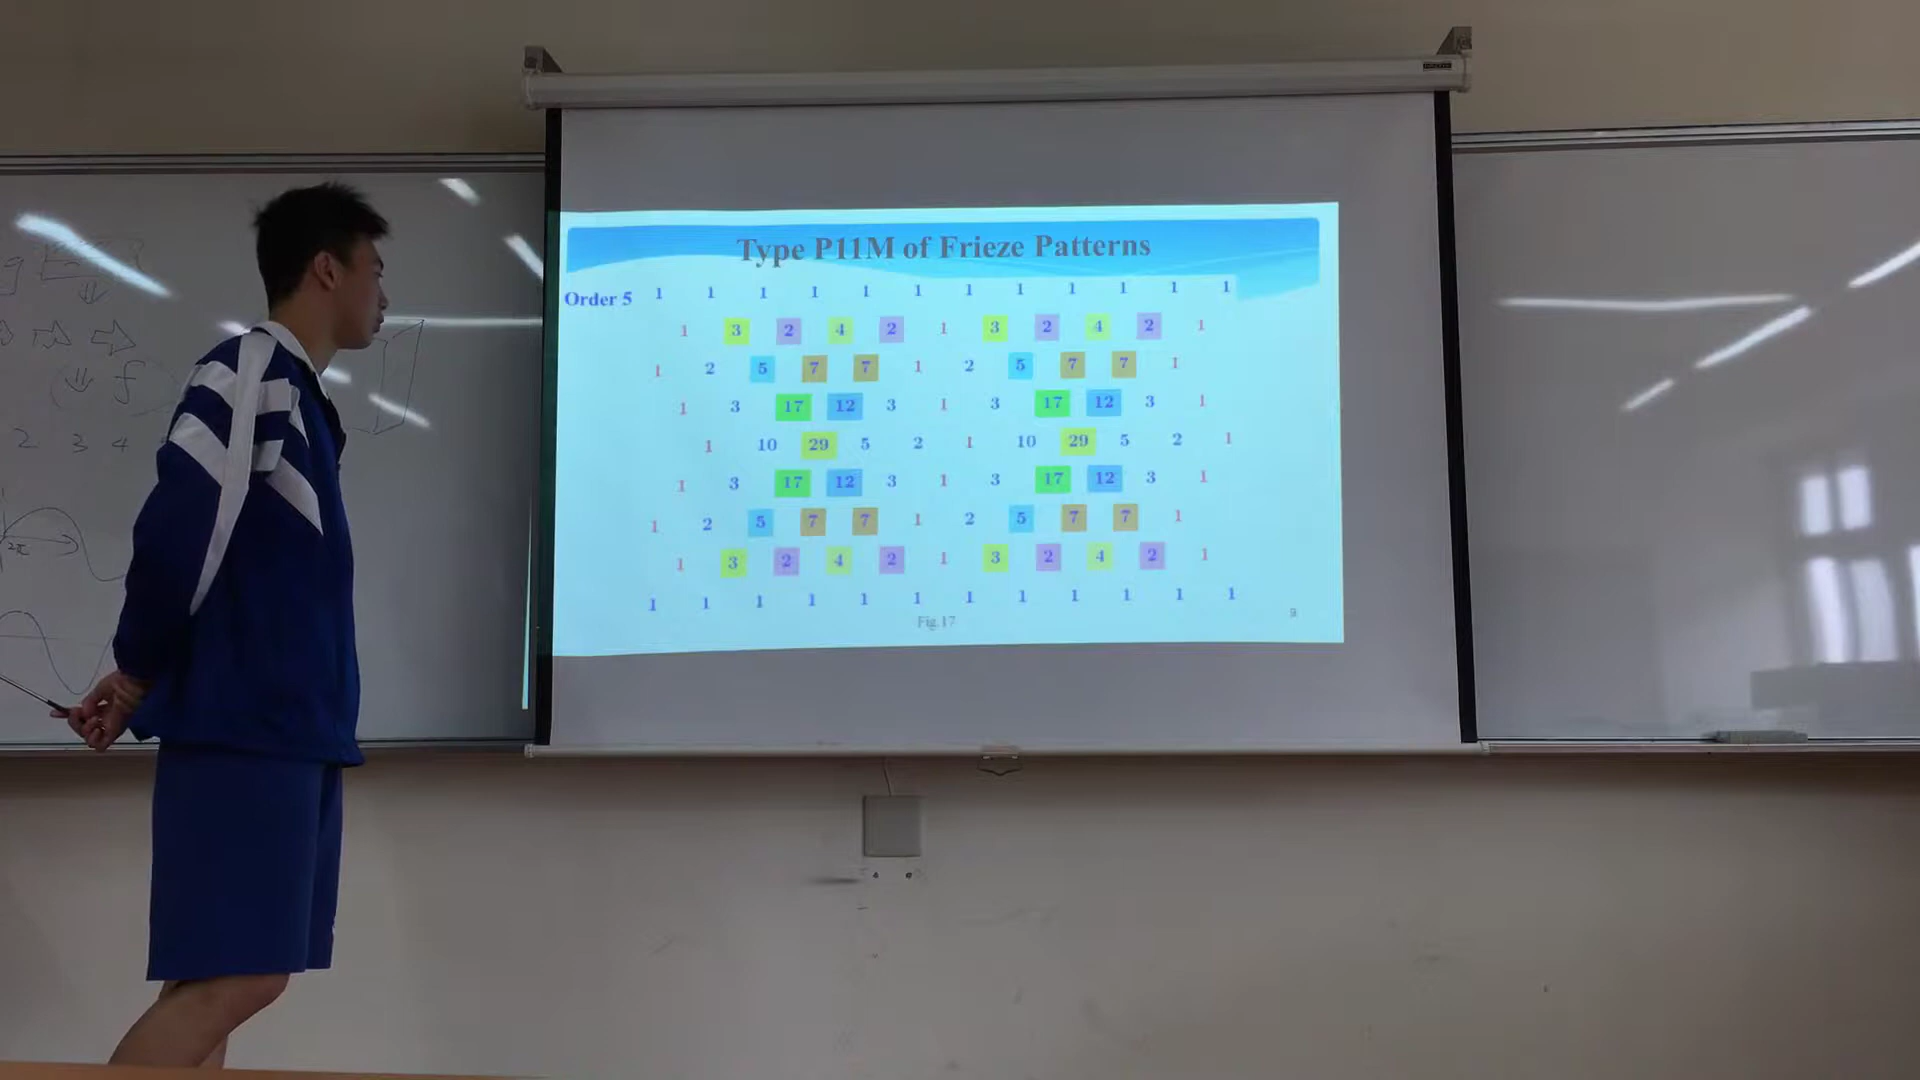 Type P11M of Frieze Patterns
Order 5 1 1 1 1 1 1 1 1 1 1 1 1
1 3 2 4 2 1 3 2 4 2 1
1 2 5 7 7 1 2 5 7 7 1
1 3 17 12 3 1 3 17 12 3 1
1 10 29 5 2 1 10 29 5 2 1
1 3 17 12 3 1 3 17 12 3 1
1 2 5 7 7 1 2 5 7 7 1
1 3 2 4 2 1 3 2 4 2 1
1 1 1 1 1 1 1 1 1 1 1 1
Fig.17
9
f
2 3 4
2π